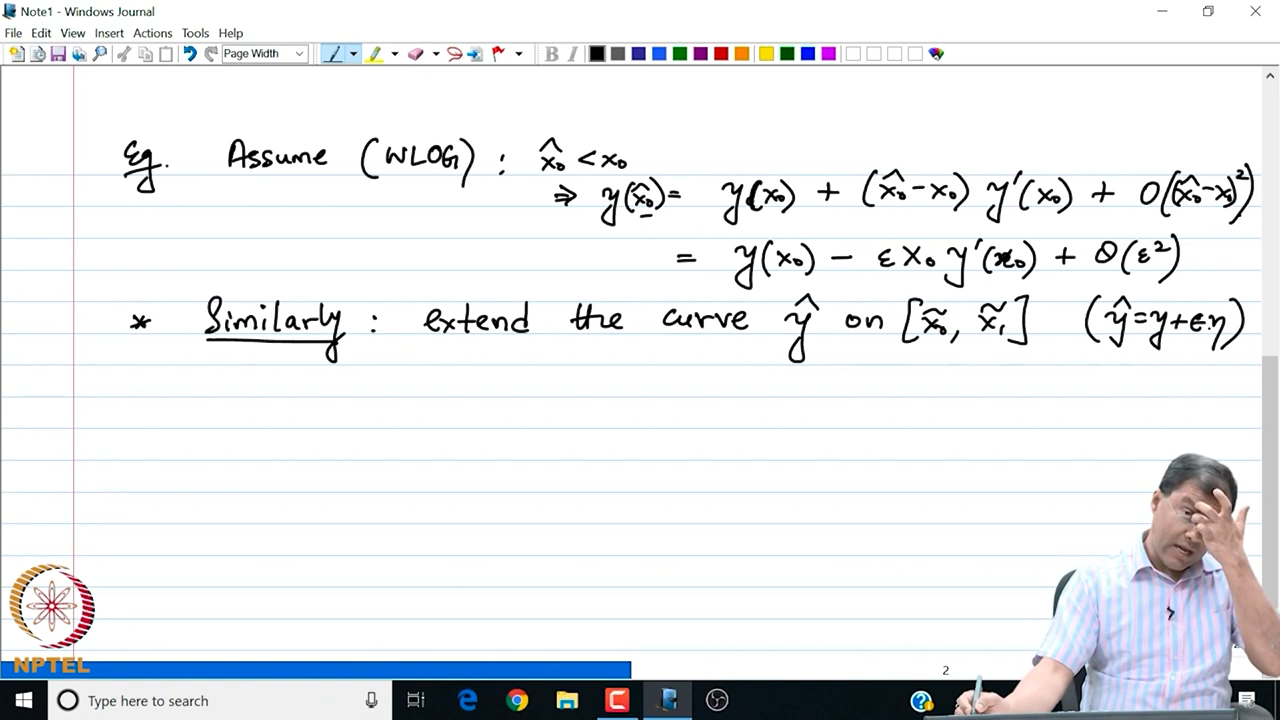 Note1 - Windows Journal
File Edit View Insert Actions Tools Help
Page Width B I
Eg. Assume (WLOG) : x̂₀ < x₀
⇒ y(x̂₀) = y(x₀) + (x̂₀-x₀) y'(x₀) + O((x̂₀-x₀)²)
= y(x₀) - εX₀ y'(x₀) + O(ε²)
* Similarly : extend the curve ŷ on [x̃₀, x̃₁] (ŷ=y+εη)
NPTEL
2
Type here to search